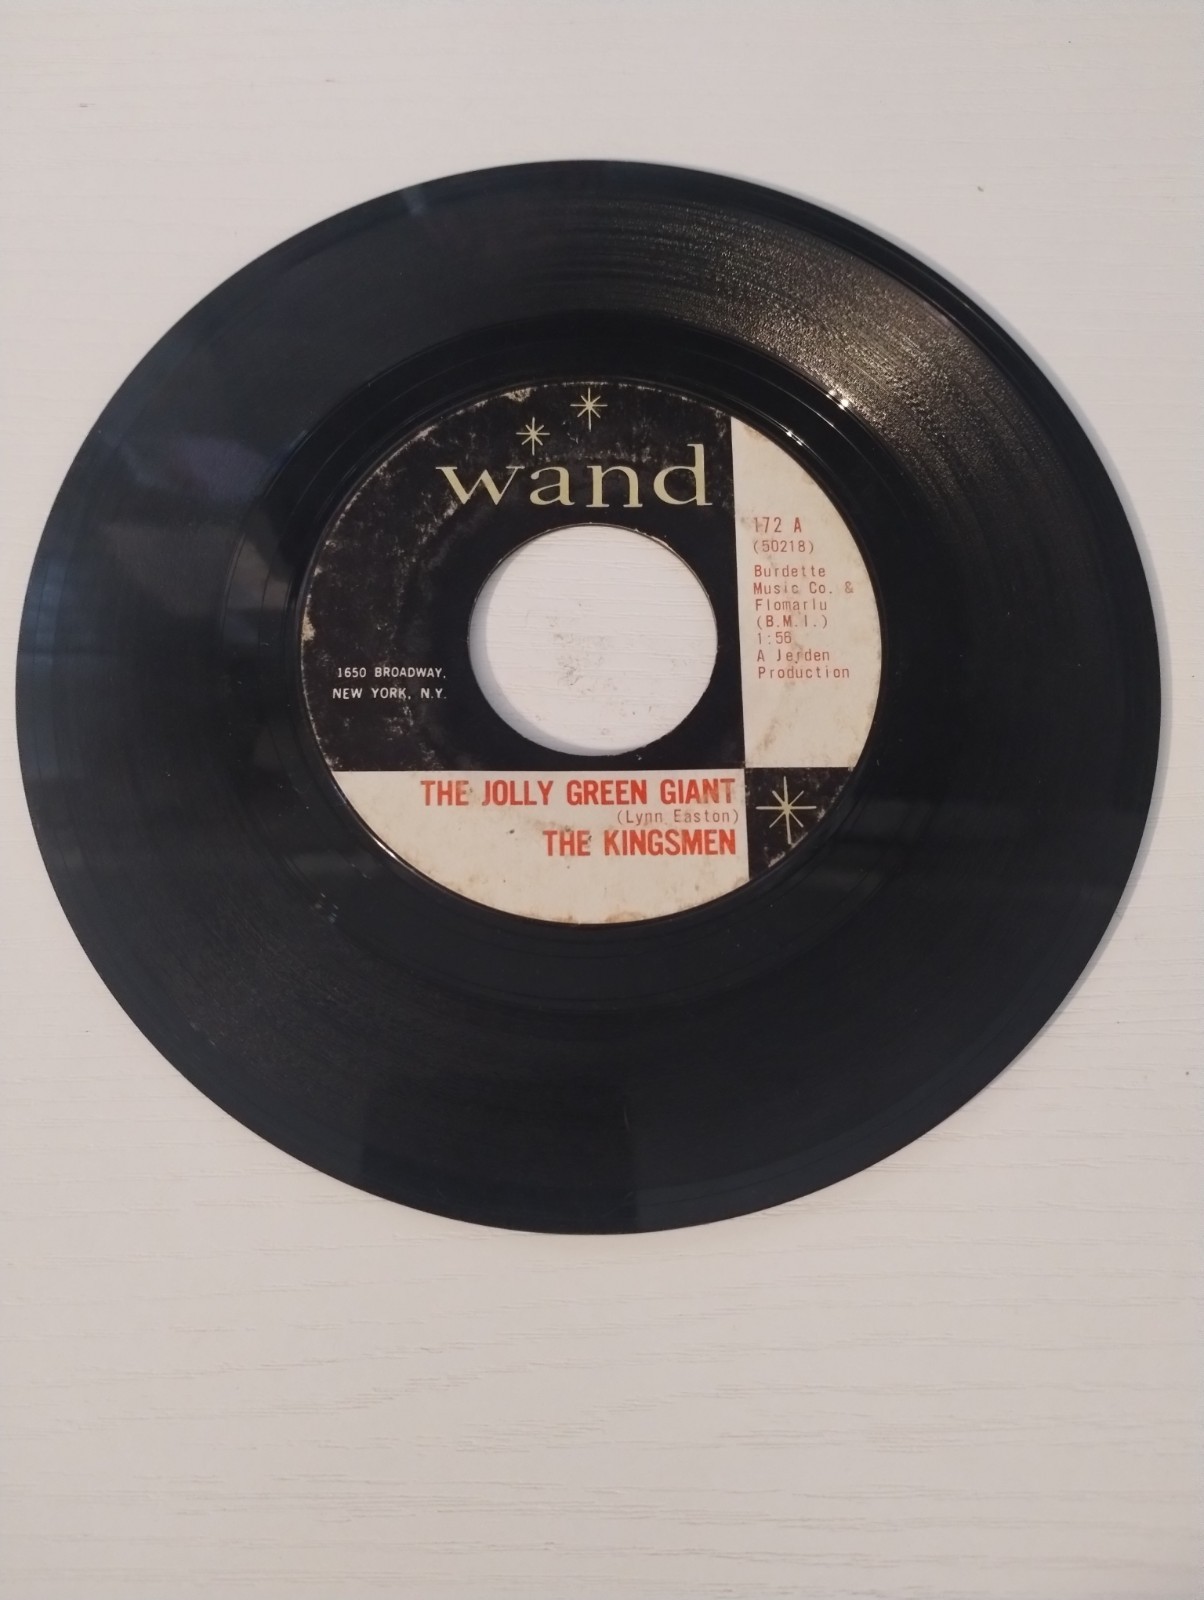 wand
172 A
(50218)
Burdette
Music Co. &
Flomarlu
(B.M.I.)
1:56
A Jerden
Production
1650 BROADWAY,
NEW YORK, N.Y.
THE JOLLY GREEN GIANT
(Lynn Easton)
THE KINGSMEN